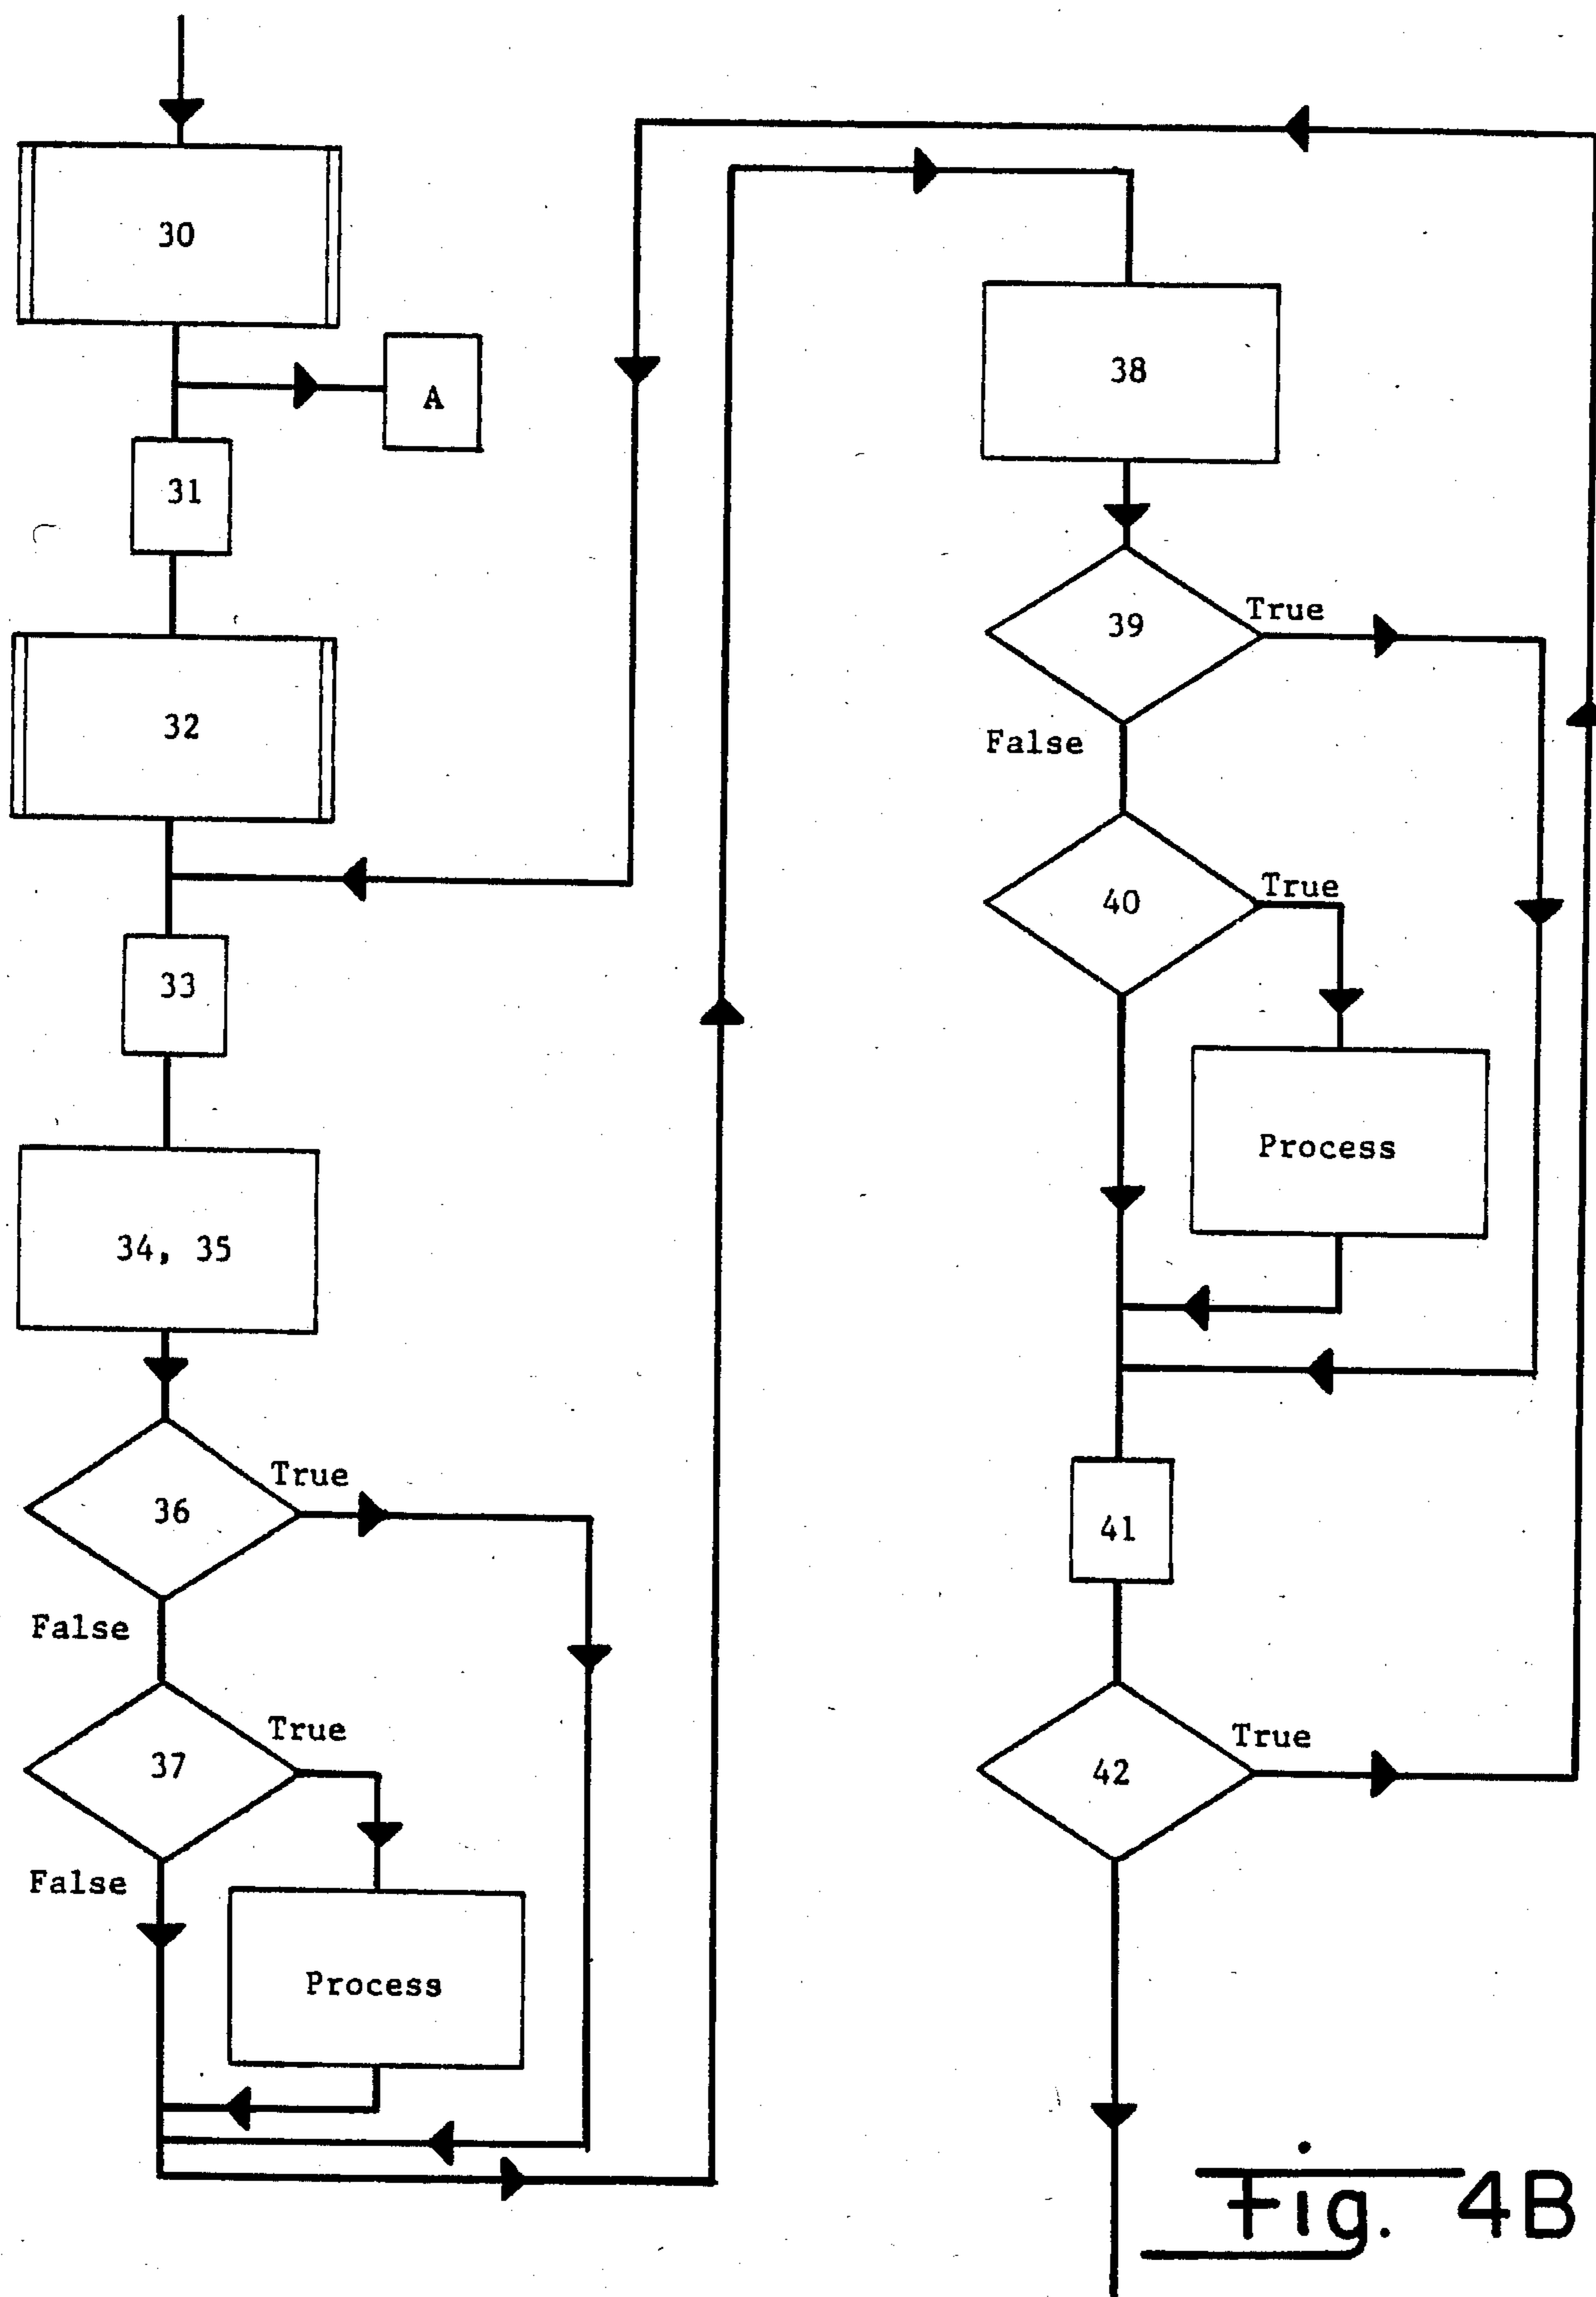 30
A
31
32
33
34, 35
36
True
False
37
True
False
Process
38
39
True
False
40
True
Process
41
42
True
Fig. 4B